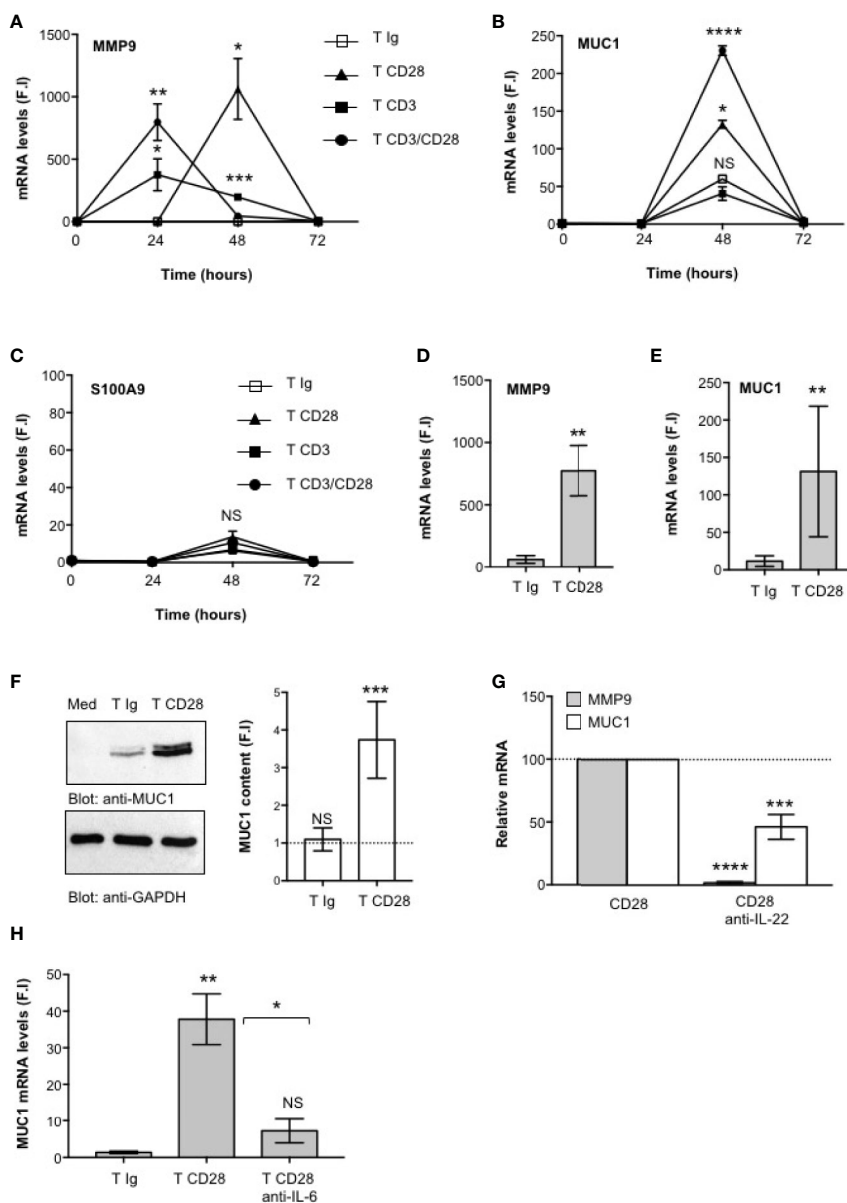 A
MMP9
mRNA levels (F.I)
1500
1000
500
0
**
*
*
***
0 24 48 72
Time (hours)
T Ig
T CD28
T CD3
T CD3/CD28
B
MUC1
mRNA levels (F.I)
250
200
150
100
50
0
****
*
NS
0 24 48 72
Time (hours)
C
S100A9
mRNA levels (F.I)
100
80
60
40
20
0
NS
0 24 48 72
Time (hours)
T Ig
T CD28
T CD3
T CD3/CD28
D
MMP9
mRNA levels (F.I)
1500
1000
500
0
**
T Ig T CD28
E
MUC1
mRNA levels (F.I)
250
200
150
100
50
0
**
T Ig T CD28
F
Med T Ig T CD28
Blot: anti-MUC1
Blot: anti-GAPDH
MUC1 content (F.I)
5
4
3
2
1
0
NS
***
T Ig T CD28
G
MMP9
MUC1
Relative mRNA
150
100
50
0
****
***
CD28 CD28
anti-IL-22
H
MUC1 mRNA levels (F.I)
50
40
30
20
10
0
**
*
NS
T Ig T CD28 T CD28
anti-IL-6